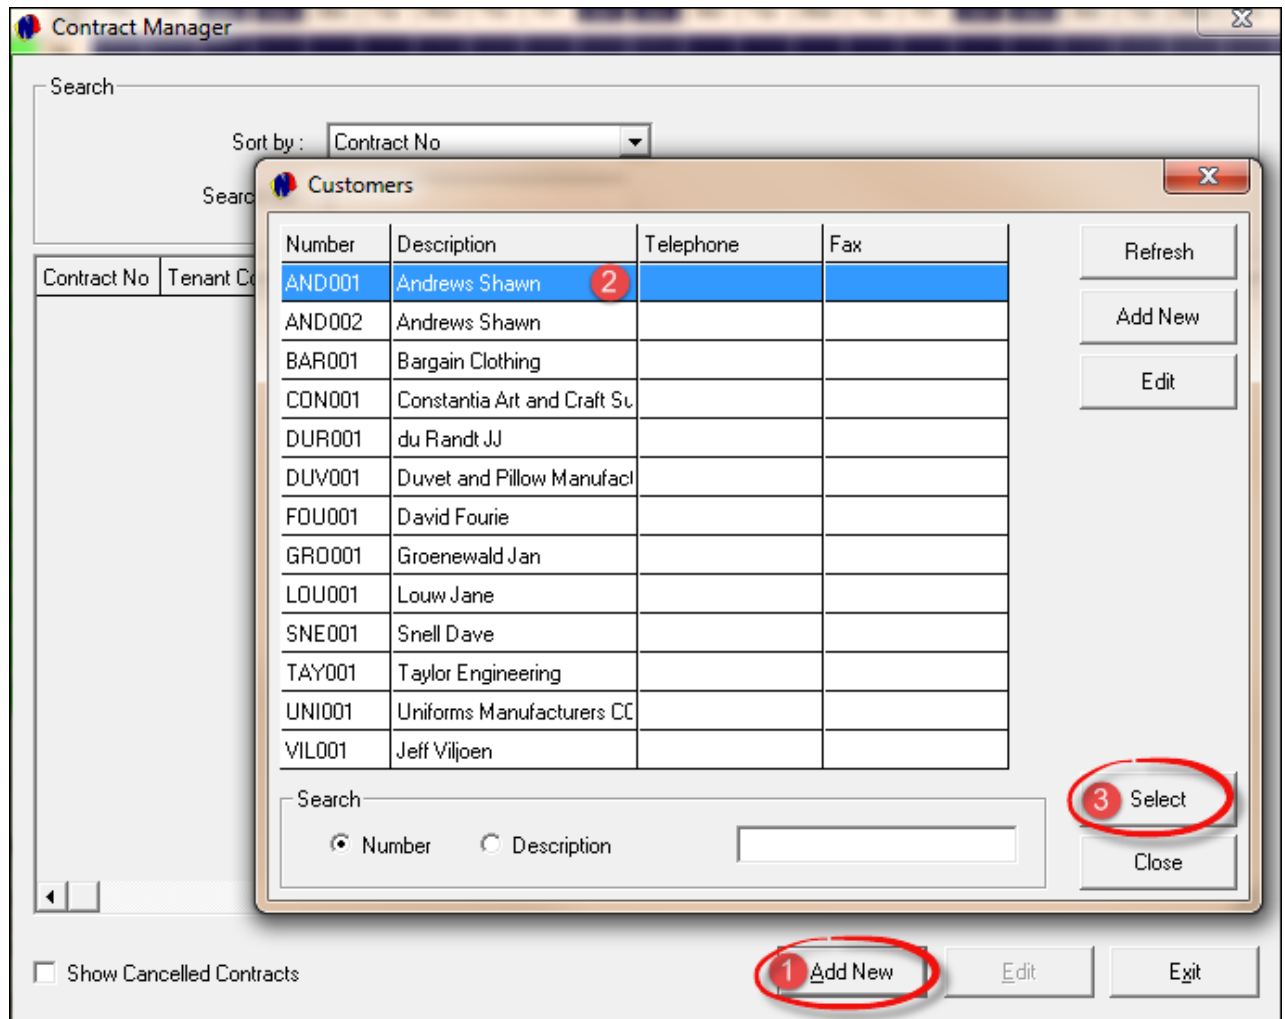 Contract Manager
Search
Sort by : Contract No
Searc
Customers
Number Description Telephone Fax
Refresh
Contract No Tenant Co
AND001 Andrews Shawn 2
AND002 Andrews Shawn
Add New
BAR001 Bargain Clothing
Edit
CON001 Constantia Art and Craft Su
DUR001 du Randt JJ
DUV001 Duvet and Pillow Manufact
FOU001 David Fourie
GRO001 Groenewald Jan
LOU001 Louw Jane
SNE001 Snell Dave
TAY001 Taylor Engineering
UNI001 Uniforms Manufacturers CC
VIL001 Jeff Viljoen
Search
3 Select
Number Description
Close
Show Cancelled Contracts
1 Add New Edit Exit